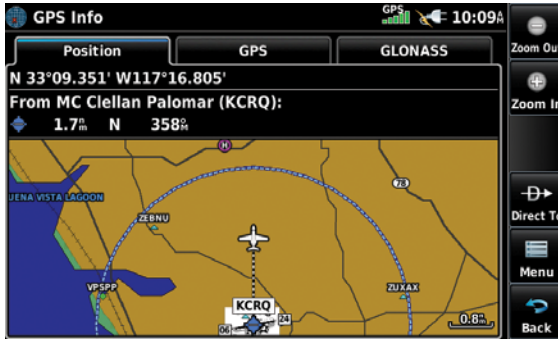 GPS Info
GPS
10:09
Position
GPS
GLONASS
N 33°09.351' W117°16.805'
From MC Clellan Palomar (KCRQ):
1.7 N 358
UENA VISTA LAGOON
H
78
ZEBNU
VPSPP
ZUXAX
KCRQ
06
24
0.8
Zoom Ou
Zoom In
D
Direct To
Menu
Back